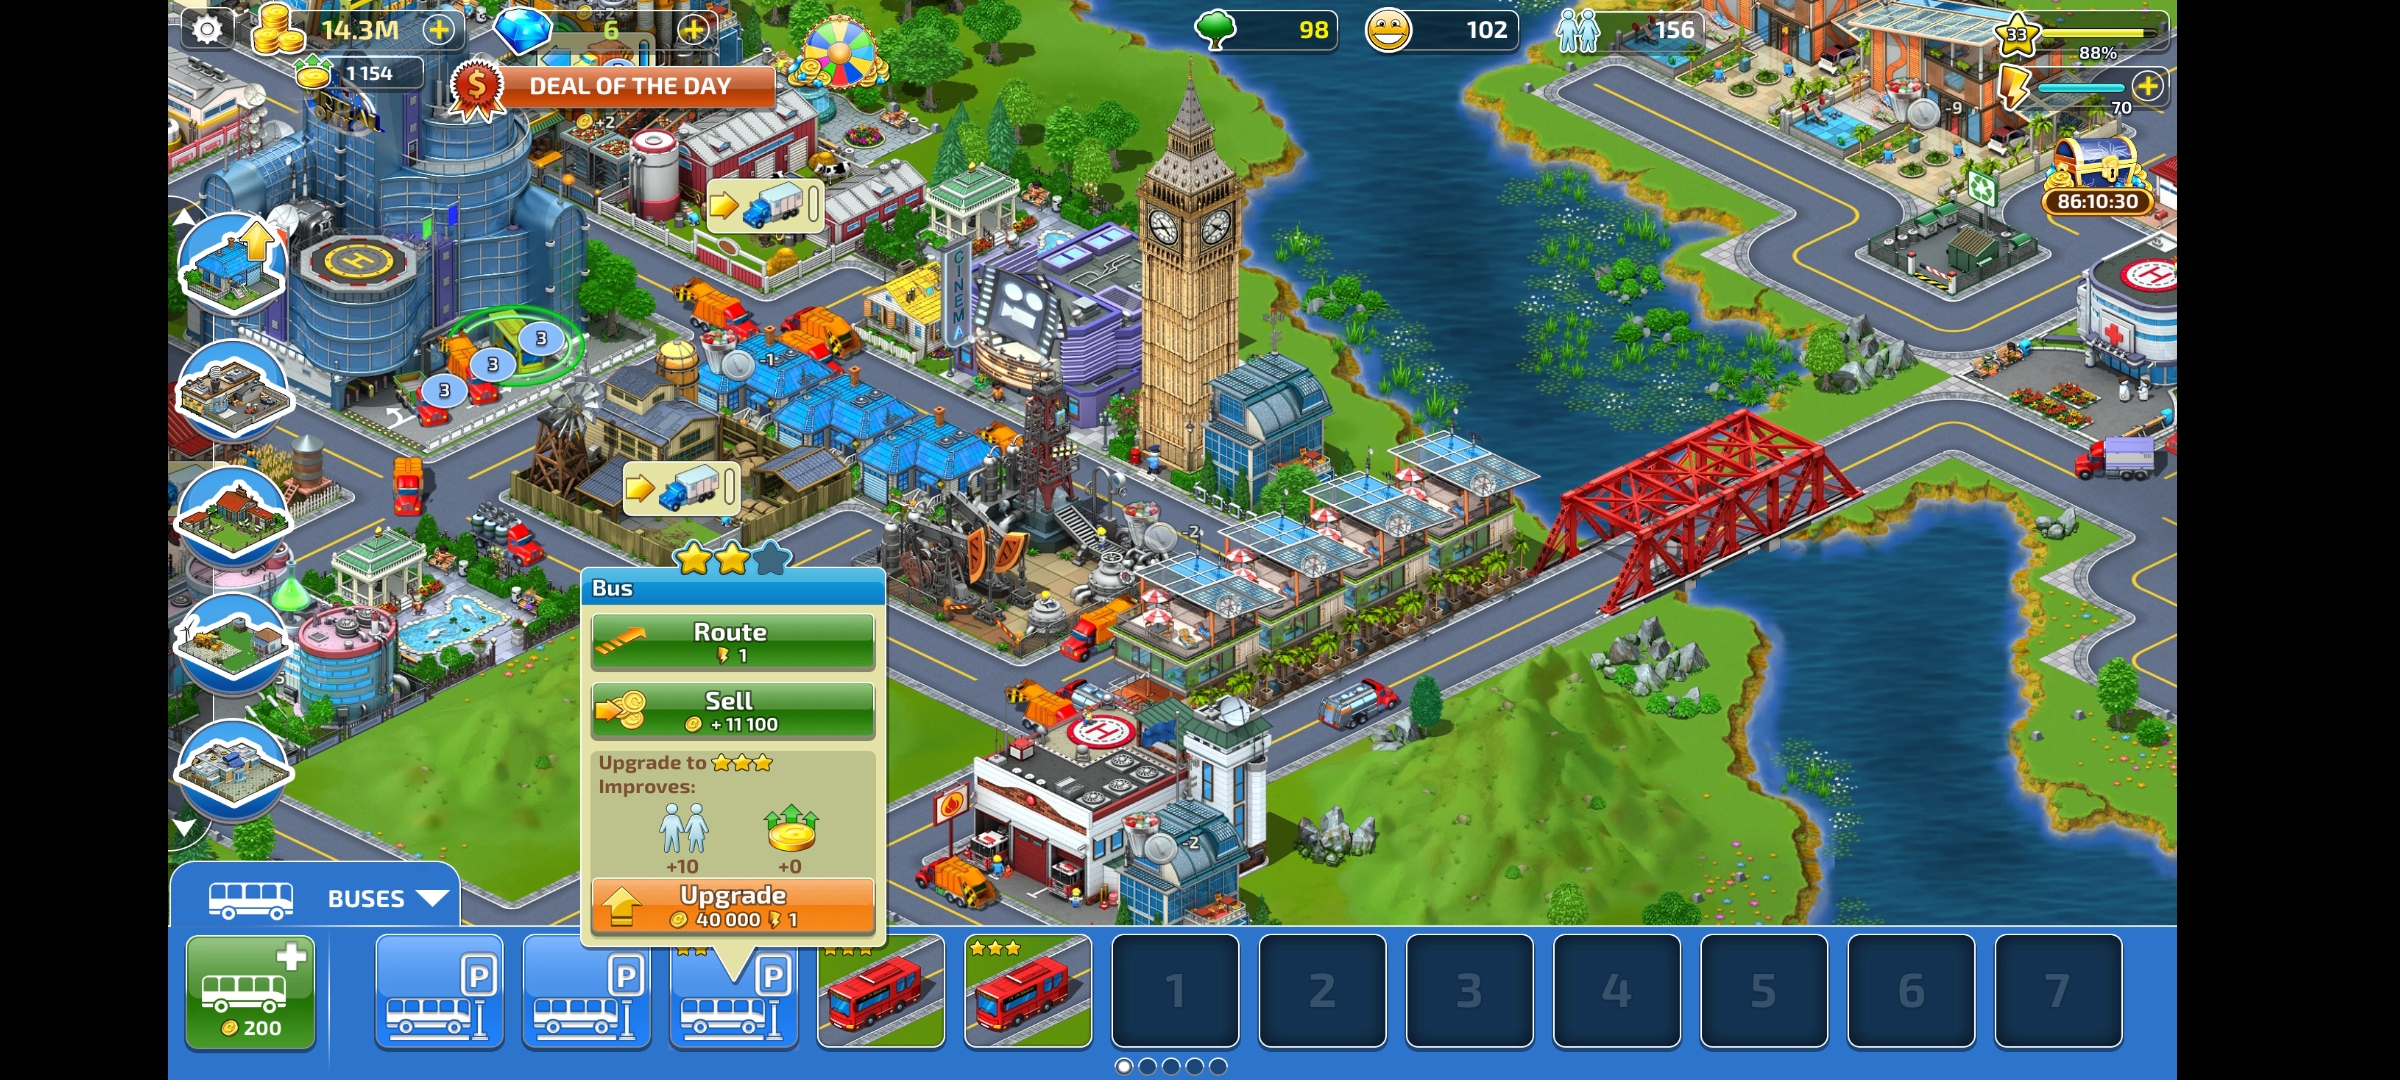 14.3M
6
98
102
156
33
88%
1 154
DEAL OF THE DAY
+2
70
-9
86:10:30
CINEMA
3
3
3
-1
-2
5
Bus
Route
1
Sell
+ 11 100
Upgrade to
Improves:
+10
+0
Upgrade
40 000 1
-2
BUSES
200
P
P
P
1
2
3
4
5
6
7
H
H
H